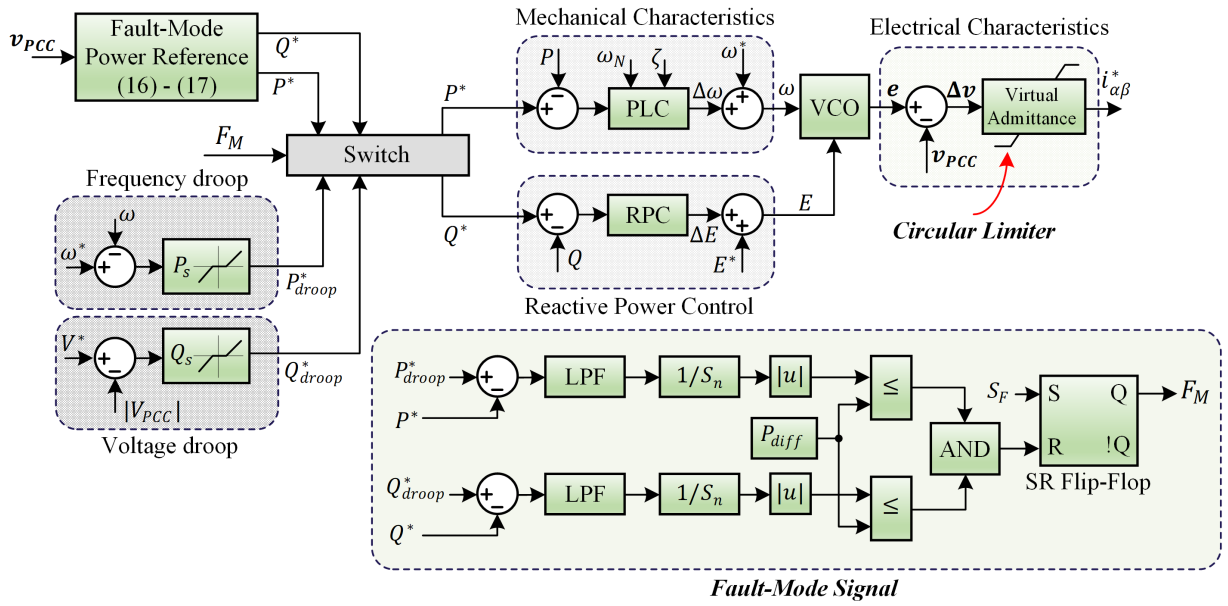 Mechanical Characteristics
Electrical Characteristics
v_PCC
Fault-Mode
Power Reference
(16) - (17)
Q*
P*
F_M
Switch
P*
Q*
P
ω_N
ζ
ω*
PLC
Δω
ω
VCO
e
Δv
v_PCC
Virtual
Admittance
i*_αβ
Circular Limiter
RPC
ΔE
E
Q
E*
Reactive Power Control
Frequency droop
ω
ω*
P_s
P*_droop
V*
Q_s
Q*_droop
|V_PCC|
Voltage droop
P*_droop
P*
LPF
1/S_n
|u|
≤
P_diff
Q*_droop
Q*
LPF
1/S_n
|u|
≤
AND
S_F
S
Q
R
!Q
F_M
SR Flip-Flop
Fault-Mode Signal